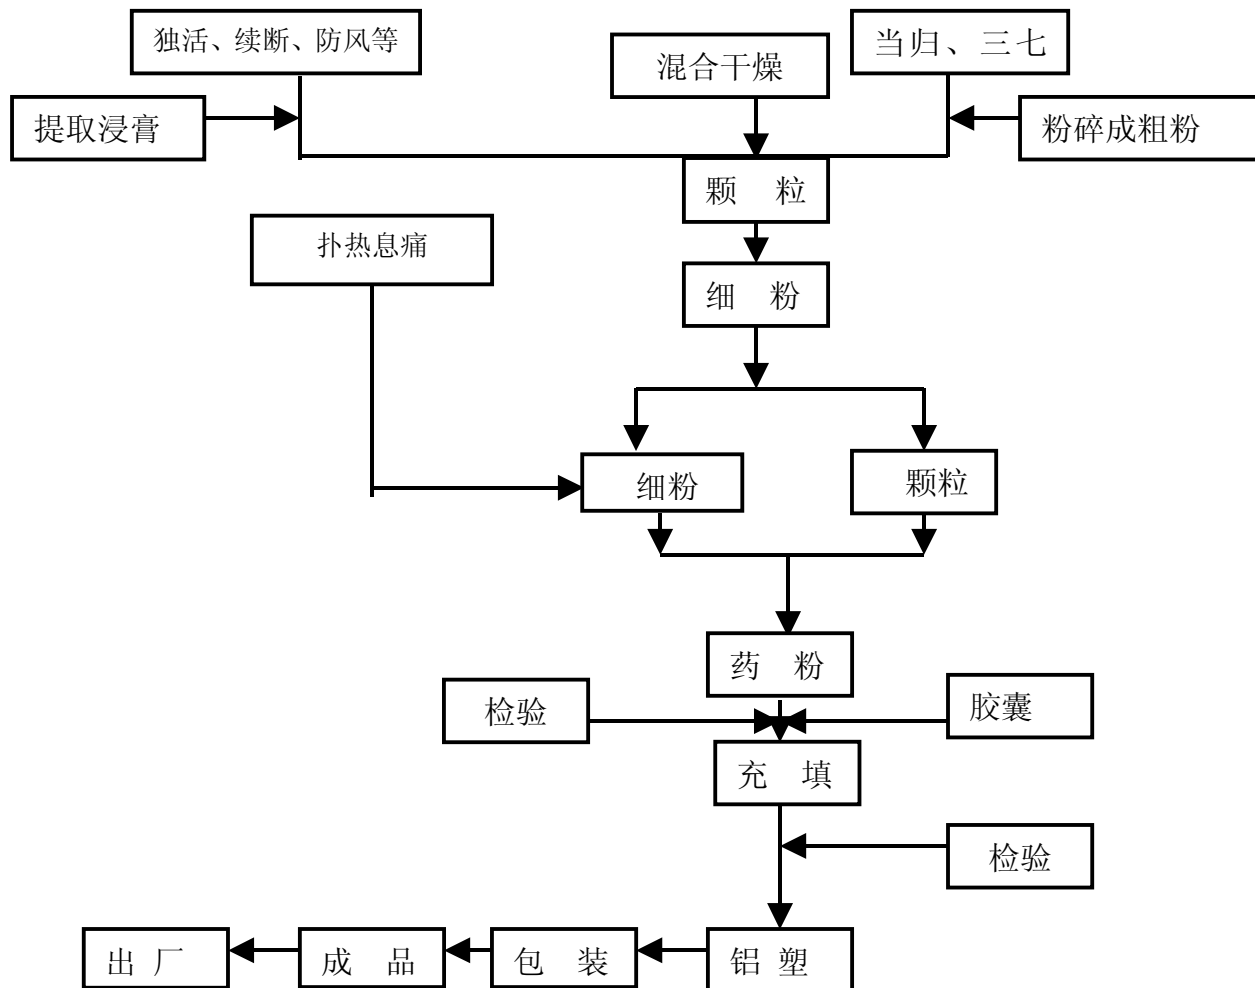 独活、续断、防风等
混合干燥
当归、三七
提取浸膏
粉碎成粗粉
颗 粒
扑热息痛
细 粉
细粉
颗粒
药 粉
检验
胶囊
充 填
检验
出 厂
成 品
包 装
铝 塑